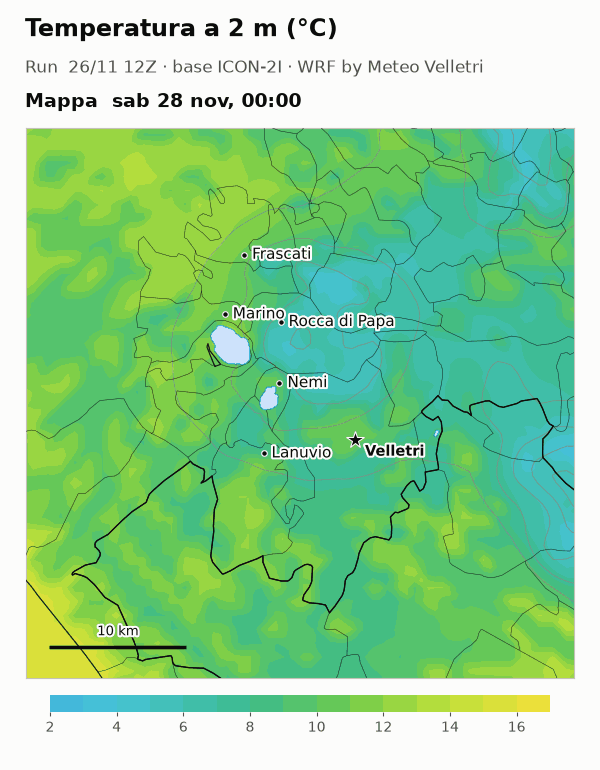 Temperatura a 2 m (°C)
Run  26/11 12Z · base ICON-2I · WRF by Meteo Velletri
Mappa  sab 28 nov, 00:00
Frascati
Marino
Rocca di Papa
Nemi
Velletri
Lanuvio
10 km
2 4 6 8 10 12 14 16